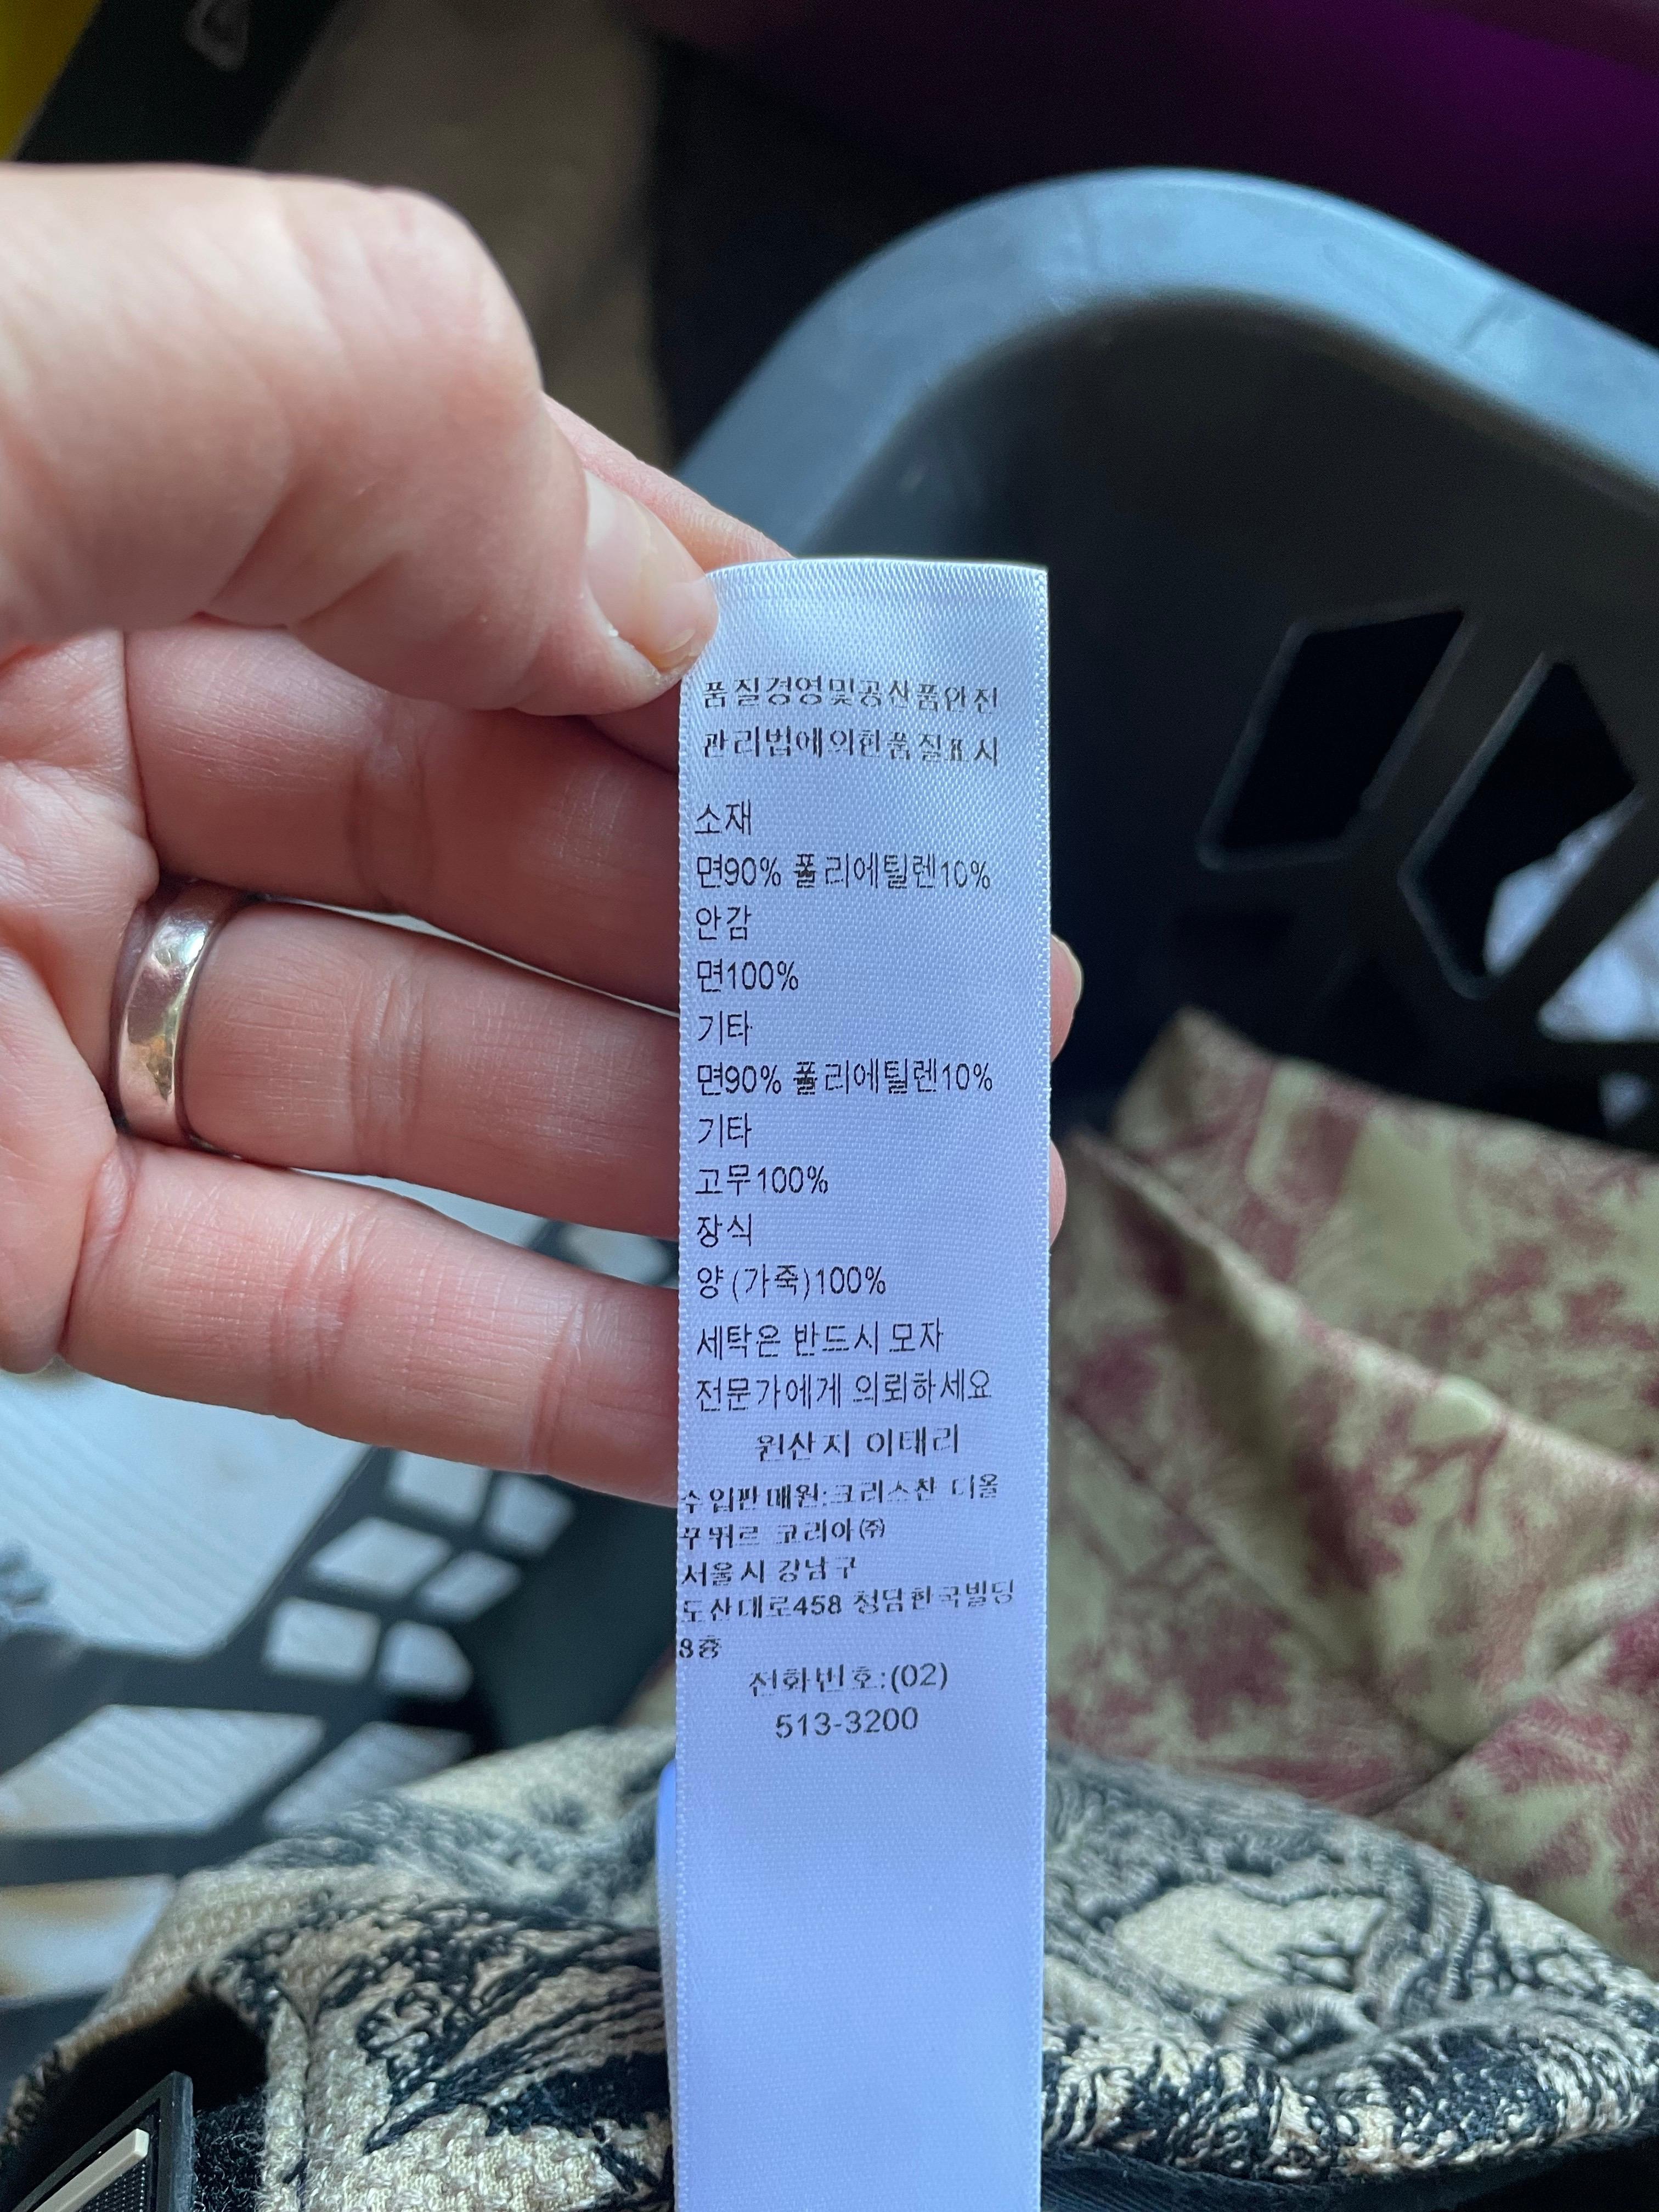 품질경영및공산품안전
관리법에의한품질표시
소재
면90% 폴리에틸렌10%
안감
면100%
기타
면90% 폴리에틸렌10%
기타
고무100%
장식
양(가죽)100%
세탁은 반드시 모자
전문가에게 의뢰하세요
원산지 이태리
수입판매원:크리스찬 디올
꾸뛰르 코리아㈜
서울시 강남구
도산대로458 청담한국빌딩
8층
전화번호:(02)
513-3200